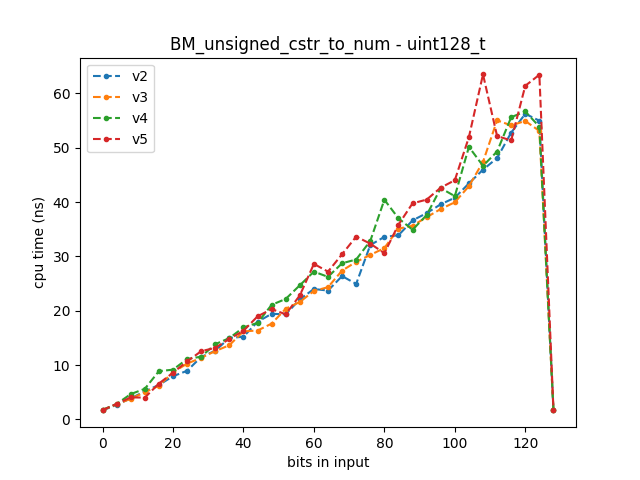 BM_unsigned_cstr_to_num - uint128_t
v2
v3
v4
v5
cpu time (ns)
60
50
40
30
20
10
0
0 20 40 60 80 100 120
bits in input